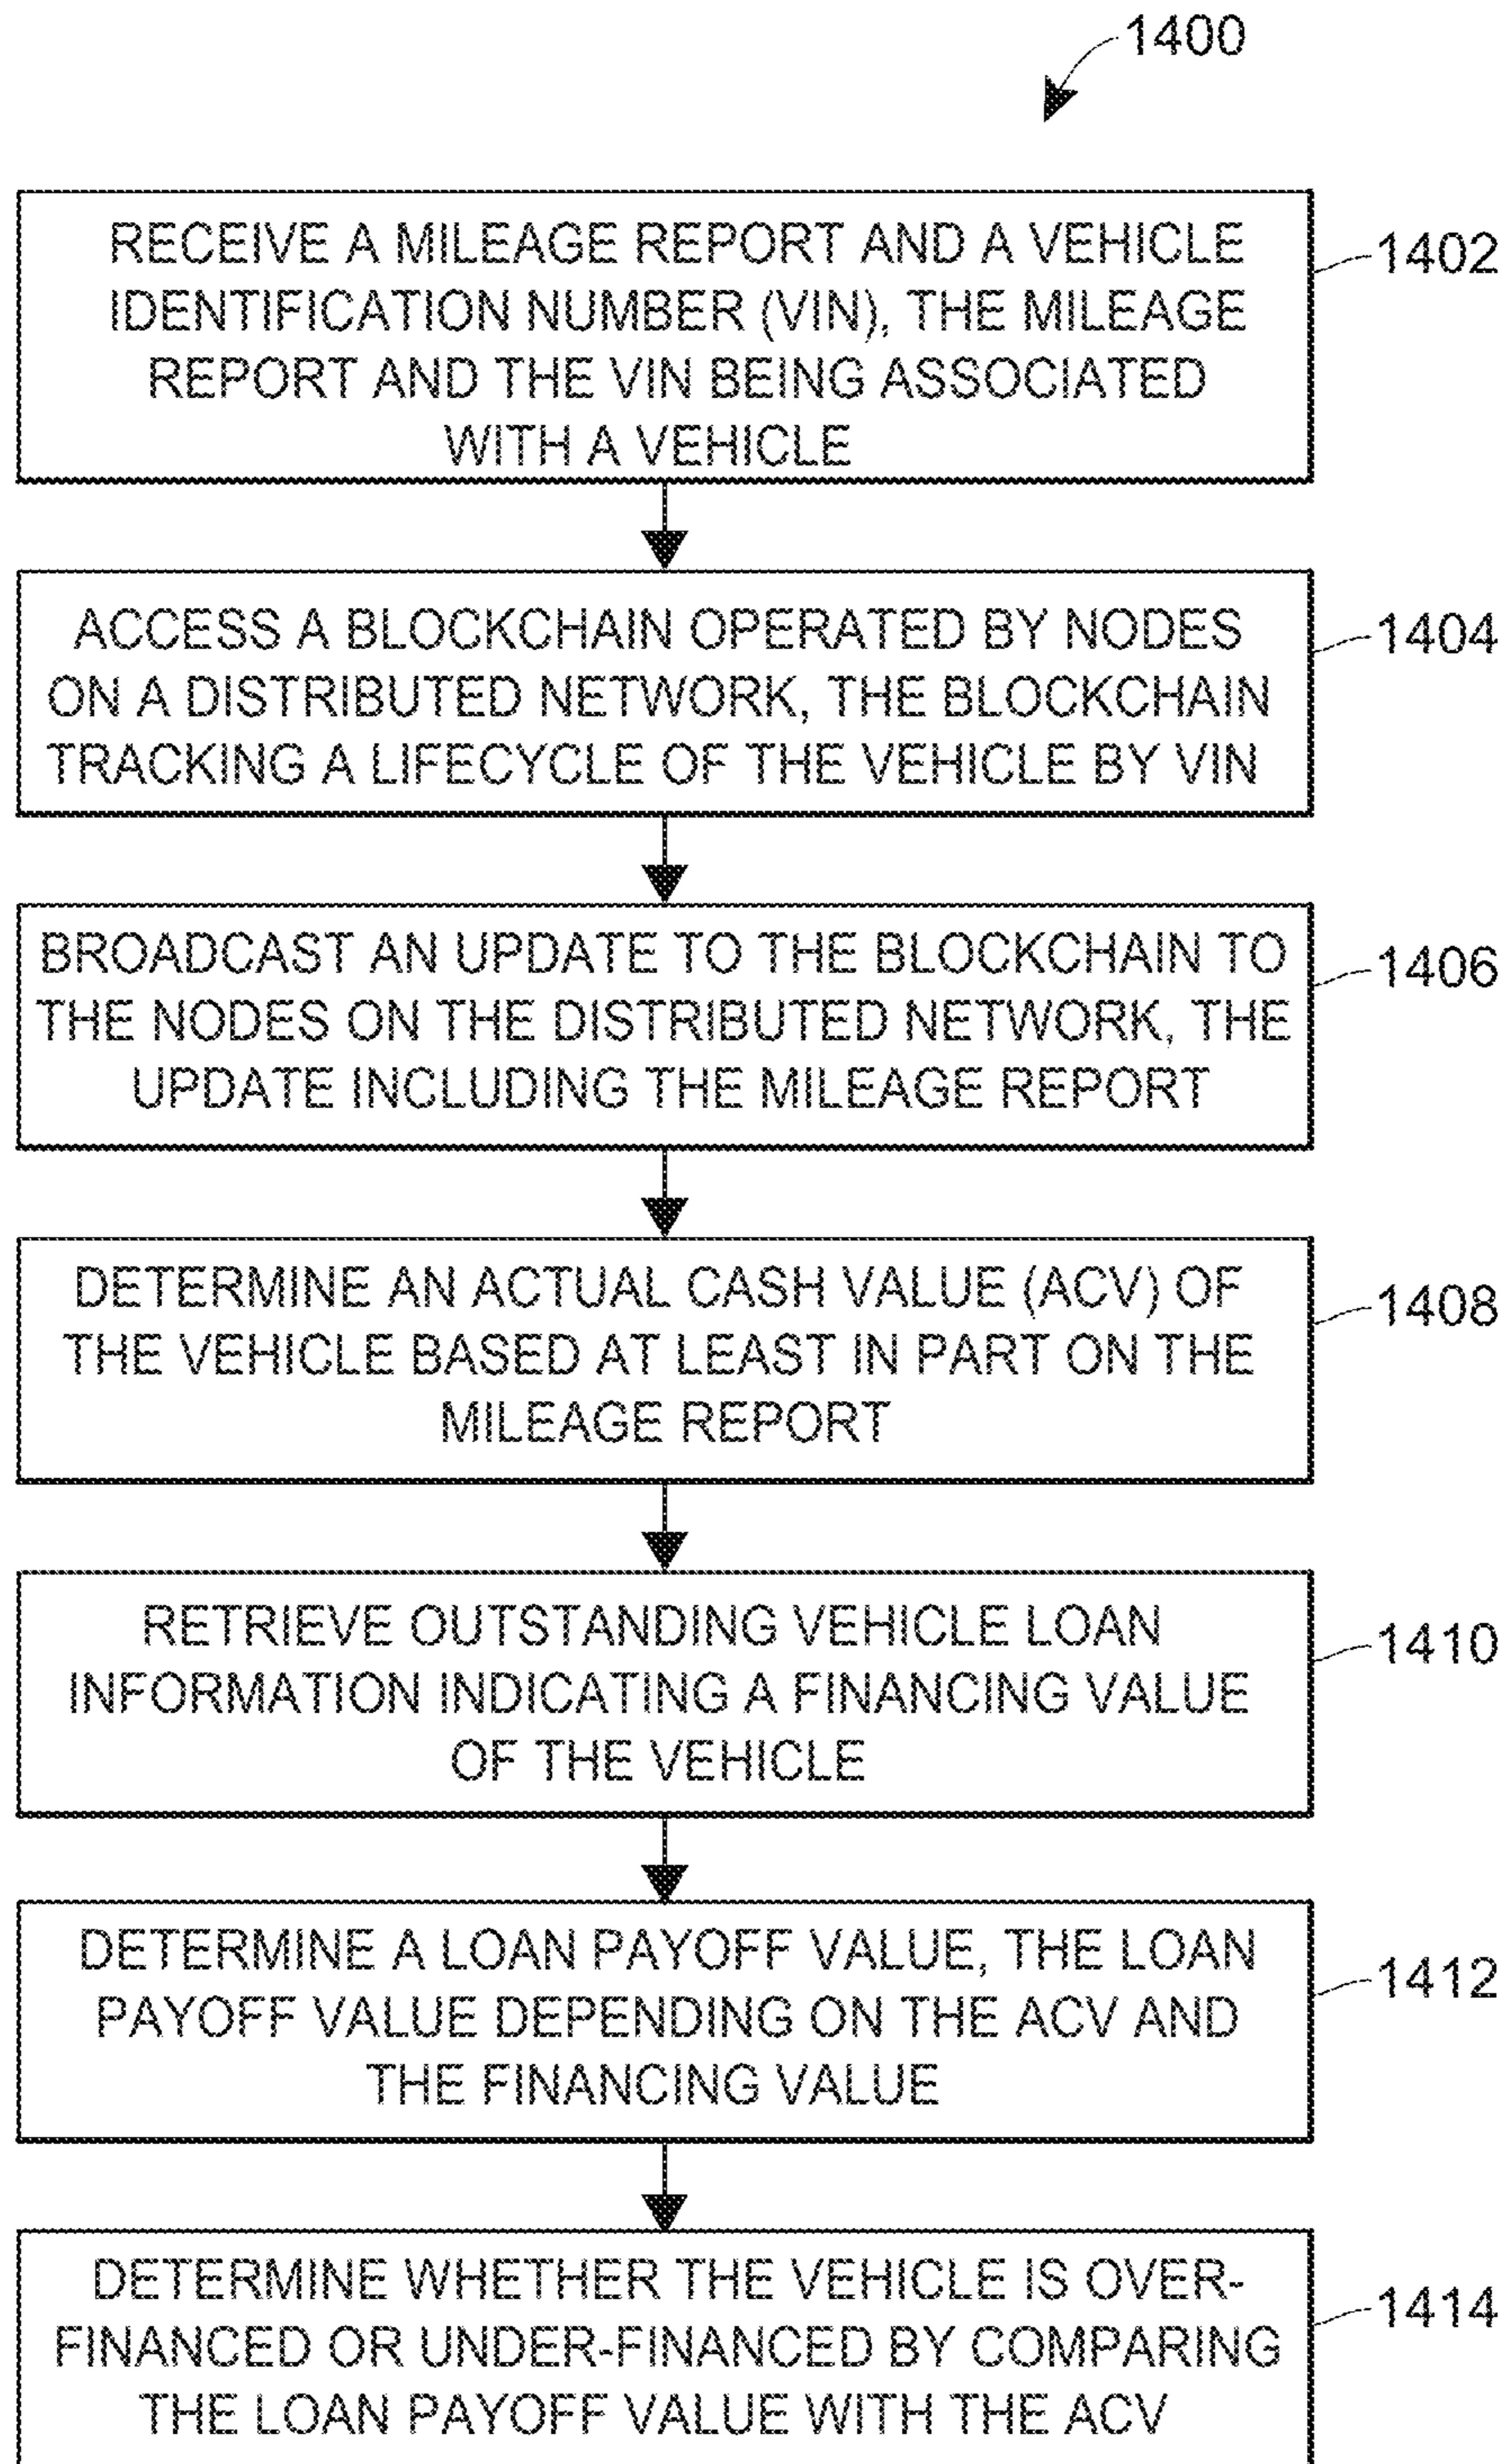 1400
RECEIVE A MILEAGE REPORT AND A VEHICLE
IDENTIFICATION NUMBER (VIN), THE MILEAGE
REPORT AND THE VIN BEING ASSOCIATED
WITH A VEHICLE
1402
ACCESS A BLOCKCHAIN OPERATED BY NODES
ON A DISTRIBUTED NETWORK, THE BLOCKCHAIN
TRACKING A LIFECYCLE OF THE VEHICLE BY VIN
1404
BROADCAST AN UPDATE TO THE BLOCKCHAIN TO
THE NODES ON THE DISTRIBUTED NETWORK, THE
UPDATE INCLUDING THE MILEAGE REPORT
1406
DETERMINE AN ACTUAL CASH VALUE (ACV) OF
THE VEHICLE BASED AT LEAST IN PART ON THE
MILEAGE REPORT
1408
RETRIEVE OUTSTANDING VEHICLE LOAN
INFORMATION INDICATING A FINANCING VALUE
OF THE VEHICLE
1410
DETERMINE A LOAN PAYOFF VALUE, THE LOAN
PAYOFF VALUE DEPENDING ON THE ACV AND
THE FINANCING VALUE
1412
DETERMINE WHETHER THE VEHICLE IS OVER-
FINANCED OR UNDER-FINANCED BY COMPARING
THE LOAN PAYOFF VALUE WITH THE ACV
1414